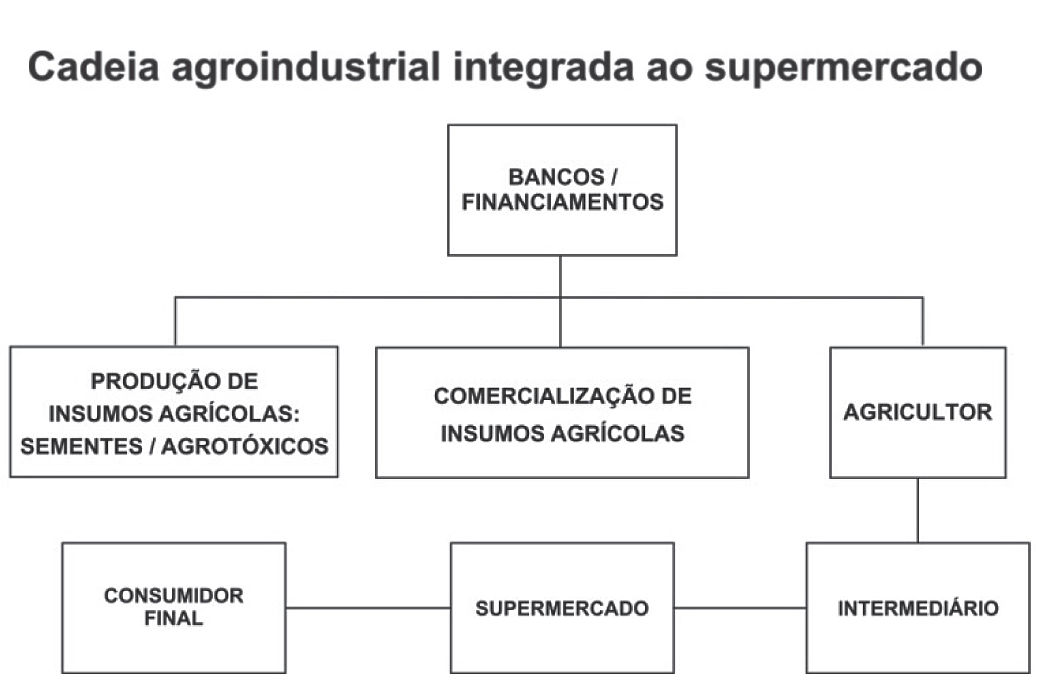 Cadeia agroindustrial integrada ao supermercado
BANCOS /
FINANCIAMENTOS
PRODUÇÃO DE
INSUMOS AGRÍCOLAS:
SEMENTES / AGROTÓXICOS
COMERCIALIZAÇÃO DE
INSUMOS AGRÍCOLAS
AGRICULTOR
CONSUMIDOR
FINAL
SUPERMERCADO
INTERMEDIÁRIO